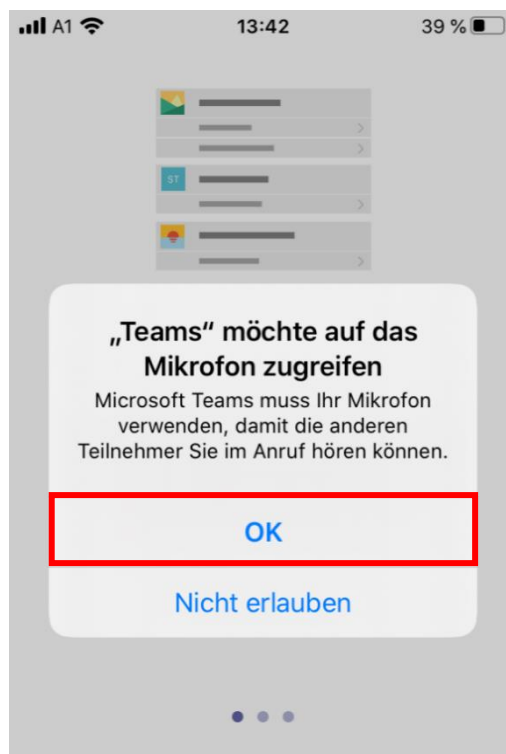 A1 13:42 39 %
ST
„Teams“ möchte auf das
Mikrofon zugreifen
Microsoft Teams muss Ihr Mikrofon
verwenden, damit die anderen
Teilnehmer Sie im Anruf hören können.
OK
Nicht erlauben